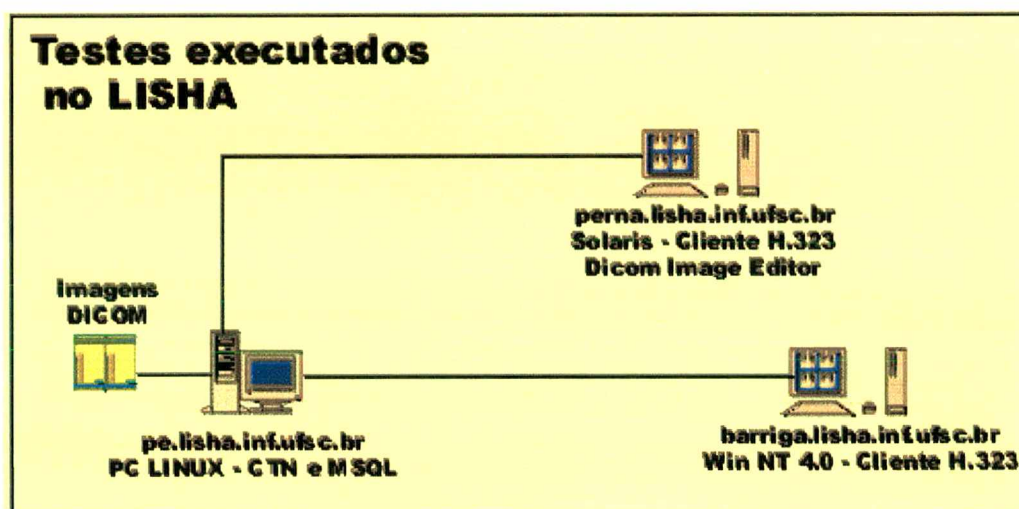 Testes executados
no LISHA
perna.lisha.inf.ufsc.br
Solaris - Cliente H.323
Dicom Image Editor
Imagens
DICOM
pe.lisha.inf.ufsc.br
PC LINUX - CTN e MSQL
barriga.lisha.inf.ufsc.br
Win NT 4.0 - Cliente H.323